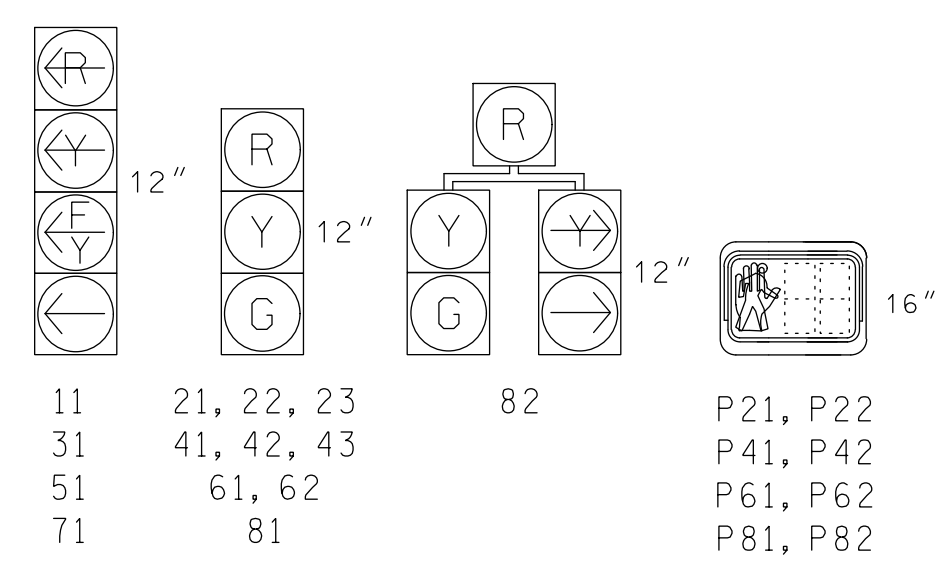 R
Y
F
Y
12"
R
Y
G
12"
R
Y Y
G
12"
16"
11
31
51
71
21, 22, 23
41, 42, 43
61, 62
81
82
P21, P22
P41, P42
P61, P62
P81, P82